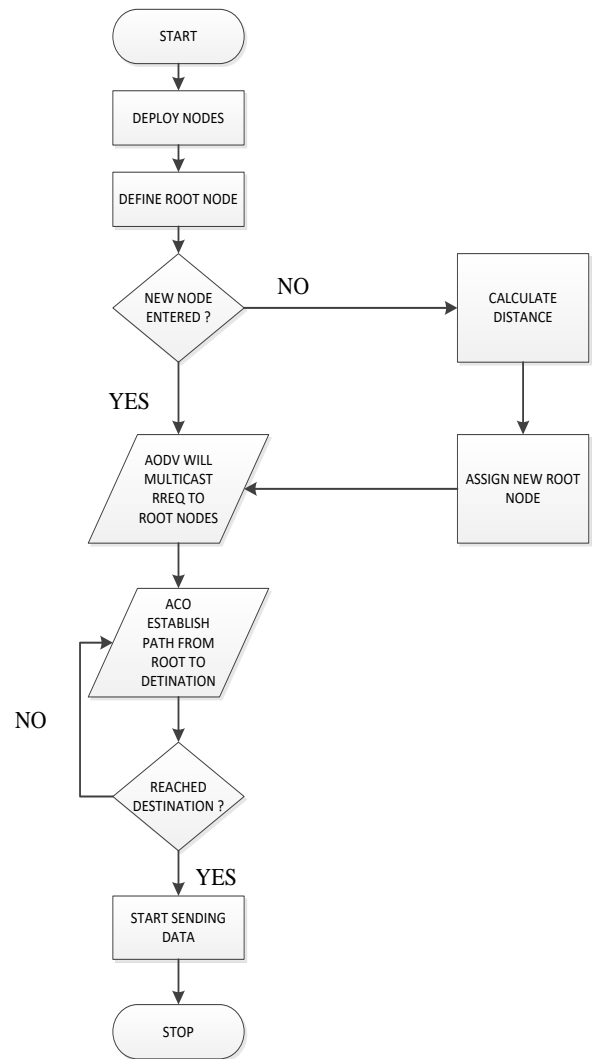 START
DEPLOY NODES
DEFINE ROOT NODE
NEW NODE
ENTERED ?
NO
CALCULATE
DISTANCE
YES
AODV WILL
MULTICAST
RREQ TO
ROOT NODES
ASSIGN NEW ROOT
NODE
ACO
ESTABLISH
PATH FROM
ROOT TO
DETINATION
NO
REACHED
DESTINATION ?
YES
START SENDING
DATA
STOP